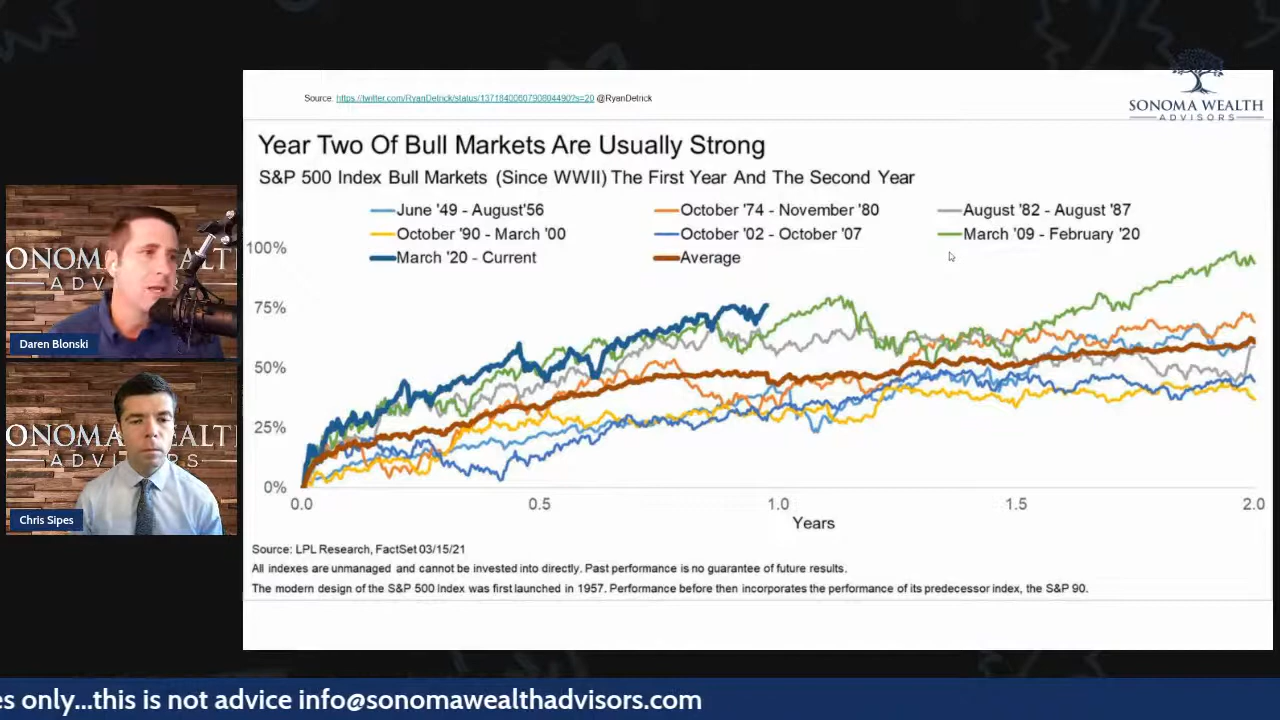 Source: https://twitter.com/RyanDetrick/status/1371840080790804490?s=20 @RyanDetrick
SONOMA WEALTH
ADVISORS
Year Two Of Bull Markets Are Usually Strong
S&P 500 Index Bull Markets (Since WWII) The First Year And The Second Year
June '49 - August'56
October '74 - November '80
August '82 - August '87
October '90 - March '00
October '02 - October '07
March '09 - February '20
March '20 - Current
Average
100%
75%
50%
25%
0%
0.0
0.5
1.0
1.5
2.0
Years
Source: LPL Research, FactSet 03/15/21
All indexes are unmanaged and cannot be invested into directly. Past performance is no guarantee of future results.
The modern design of the S&P 500 Index was first launched in 1957. Performance before then incorporates the performance of its predecessor index, the S&P 90.
Daren Blonski
Chris Sipes
es only...this is not advice info@sonomawealthadvisors.com